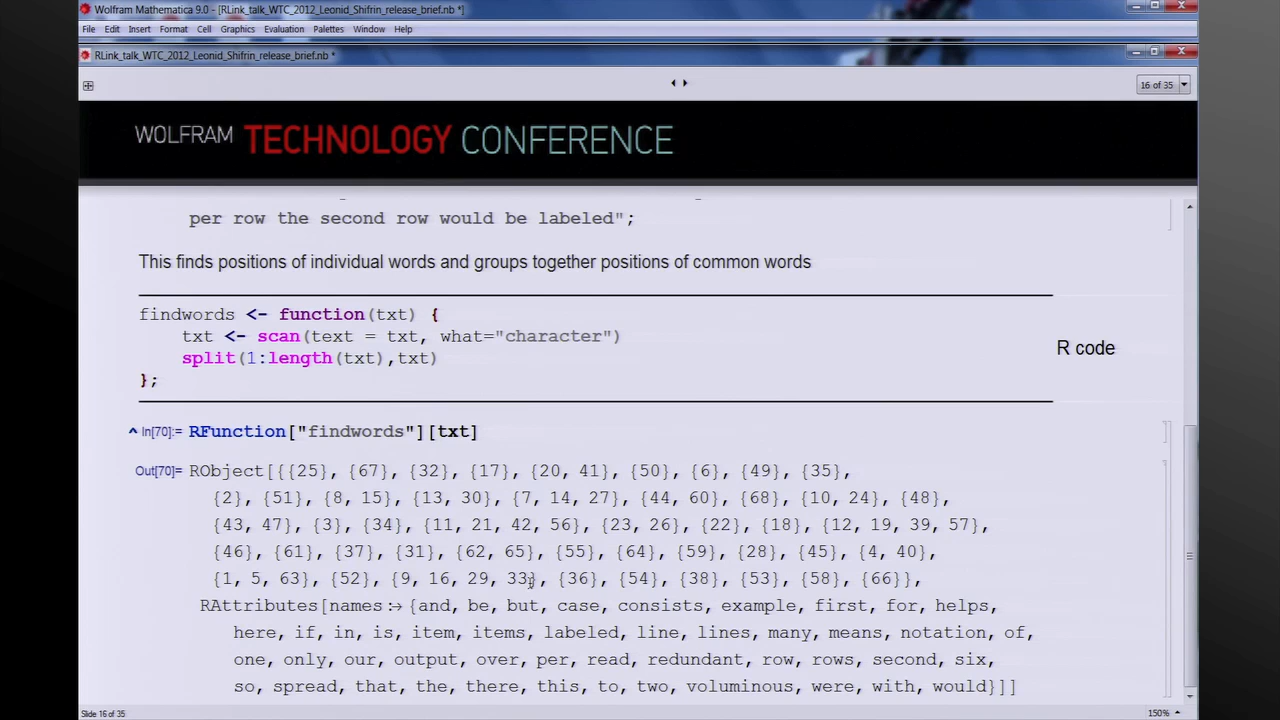 Wolfram Mathematica 9.0 - [RLink_talk_WTC_2012_Leonid_Shifrin_release_brief.nb *]
File Edit Insert Format Cell Graphics Evaluation Palettes Window Help
RLink_talk_WTC_2012_Leonid_Shifrin_release_brief.nb *
16 of 35
WOLFRAM TECHNOLOGY CONFERENCE
per row the second row would be labeled";
This finds positions of individual words and groups together positions of common words
findwords <- function(txt) {
txt <- scan(text = txt, what="character")
split(1:length(txt),txt)
};
R code
In[70]:= RFunction["findwords"][txt]
Out[70]= RObject[{{25}, {67}, {32}, {17}, {20, 41}, {50}, {6}, {49}, {35},
{2}, {51}, {8, 15}, {13, 30}, {7, 14, 27}, {44, 60}, {68}, {10, 24}, {48},
{43, 47}, {3}, {34}, {11, 21, 42, 56}, {23, 26}, {22}, {18}, {12, 19, 39, 57},
{46}, {61}, {37}, {31}, {62, 65}, {55}, {64}, {59}, {28}, {45}, {4, 40},
{1, 5, 63}, {52}, {9, 16, 29, 33}, {36}, {54}, {38}, {53}, {58}, {66}},
RAttributes[names :→ {and, be, but, case, consists, example, first, for, helps,
here, if, in, is, item, items, labeled, line, lines, many, means, notation, of,
one, only, our, output, over, per, read, redundant, row, rows, second, six,
so, spread, that, the, there, this, to, two, voluminous, were, with, would}]]
Slide 16 of 35
150%